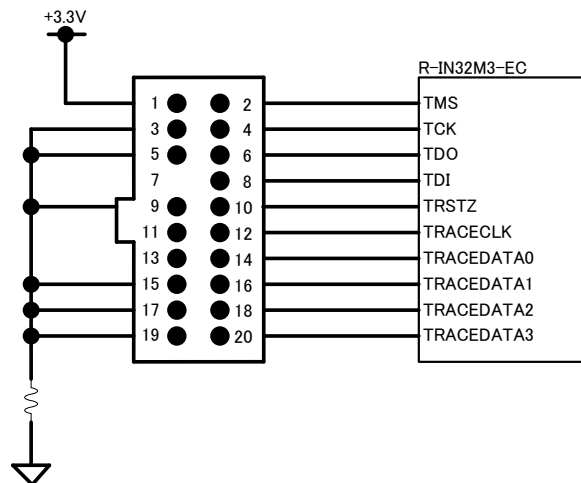 +3.3V
R-IN32M3-EC
1 2 TMS
3 4 TCK
5 6 TDO
7 8 TDI
9 10 TRSTZ
11 12 TRACECLK
13 14 TRACEDATA0
15 16 TRACEDATA1
17 18 TRACEDATA2
19 20 TRACEDATA3